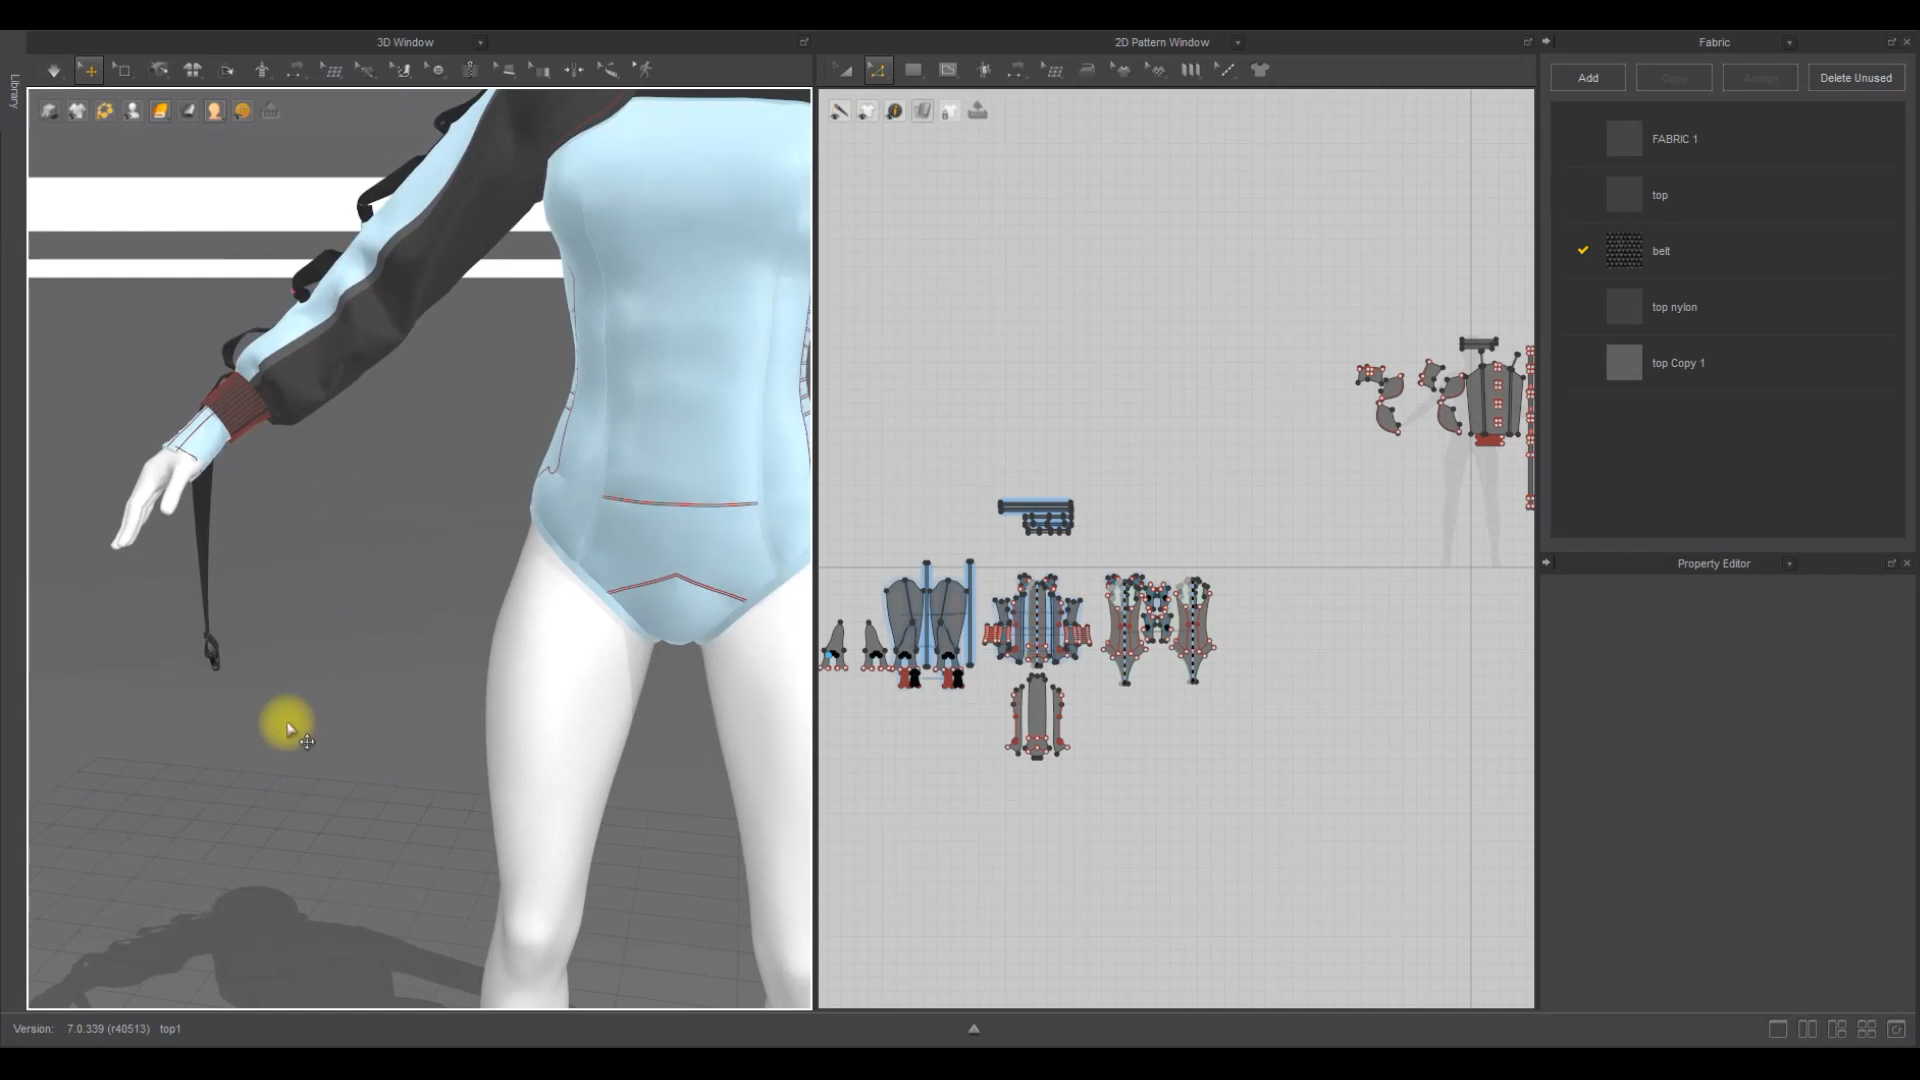 3D Window
2D Pattern Window
Fabric
Library
Add
Copy
Assign
Delete Unused
FABRIC 1
top
belt
top nylon
top Copy 1
Property Editor
Version: 7.0.339 (r40513) top1